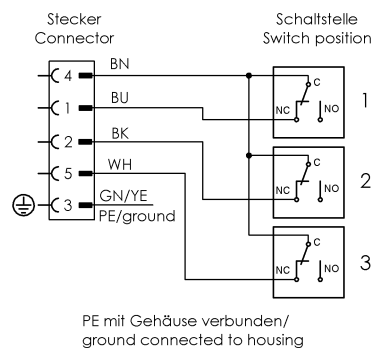 Stecker
Connector
Schaltstelle
Switch position
4 BN
1 BU
2 BK
5 WH
3 GN/YE
PE/ground
C
NC NO
1
C
NC NO
2
C
NC NO
3
PE mit Gehäuse verbunden/
ground connected to housing